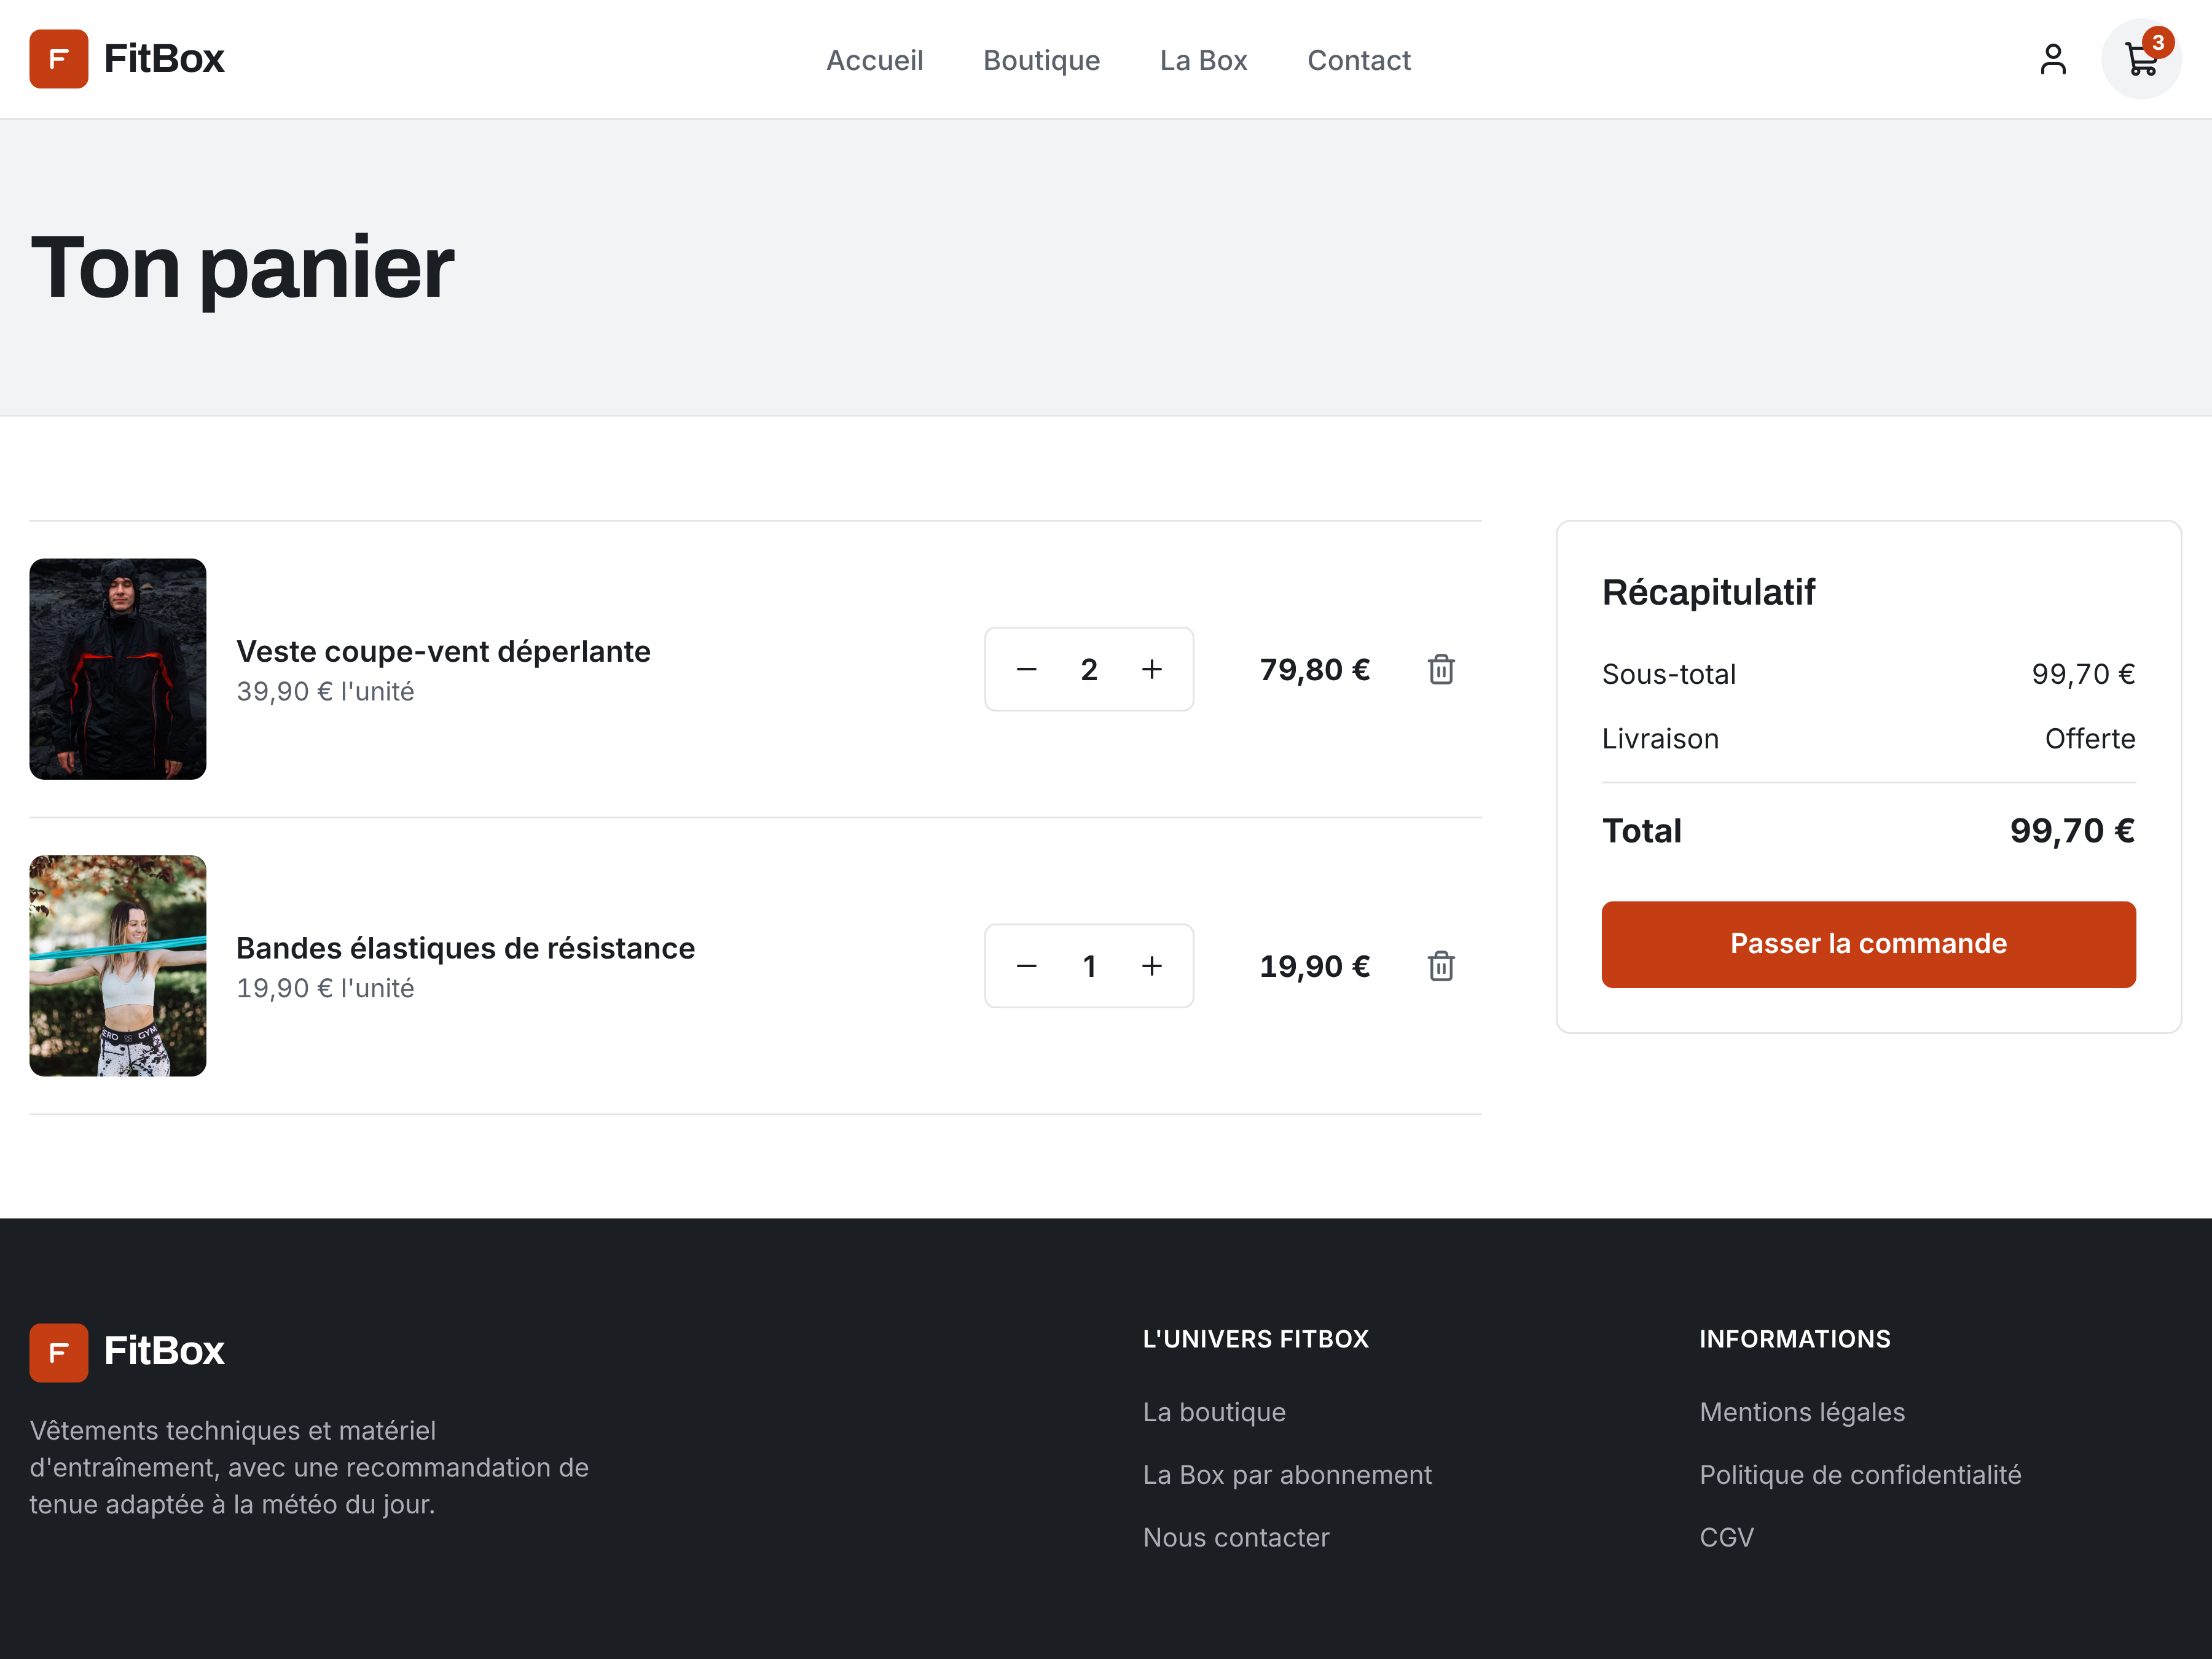 FitBox
Accueil
Boutique
La Box
Contact
3
Ton panier
Veste coupe-vent déperlante
39,90 € l'unité
2
79,80 €
Bandes élastiques de résistance
19,90 € l'unité
1
19,90 €
Récapitulatif
Sous-total 99,70 €
Livraison Offerte
Total 99,70 €
Passer la commande
F FitBox
Vêtements techniques et matériel
d'entraînement, avec une recommandation de
tenue adaptée à la météo du jour.
L'UNIVERS FITBOX
La boutique
La Box par abonnement
Nous contacter
INFORMATIONS
Mentions légales
Politique de confidentialité
CGV